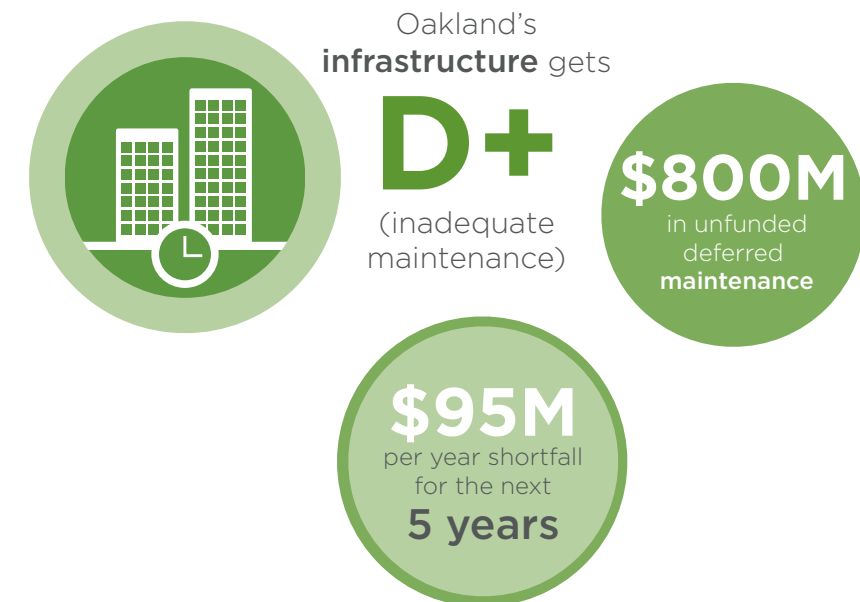 Oakland's
infrastructure gets
D+
(inadequate
maintenance)
$800M
in unfunded
deferred
maintenance
$95M
per year shortfall
for the next
5 years